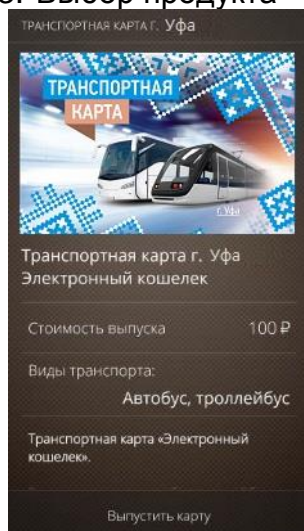 Выбор продукта
ТРАНСПОРТНАЯ КАРТА Г. Уфа
ТРАНСПОРТНАЯ
КАРТА
г. Уфа
Транспортная карта г. Уфа
Электронный кошелек
Стоимость выпуска 100 ₽
Виды транспорта:
Автобус, троллейбус
Транспортная карта «Электронный
кошелек».
Выпустить карту